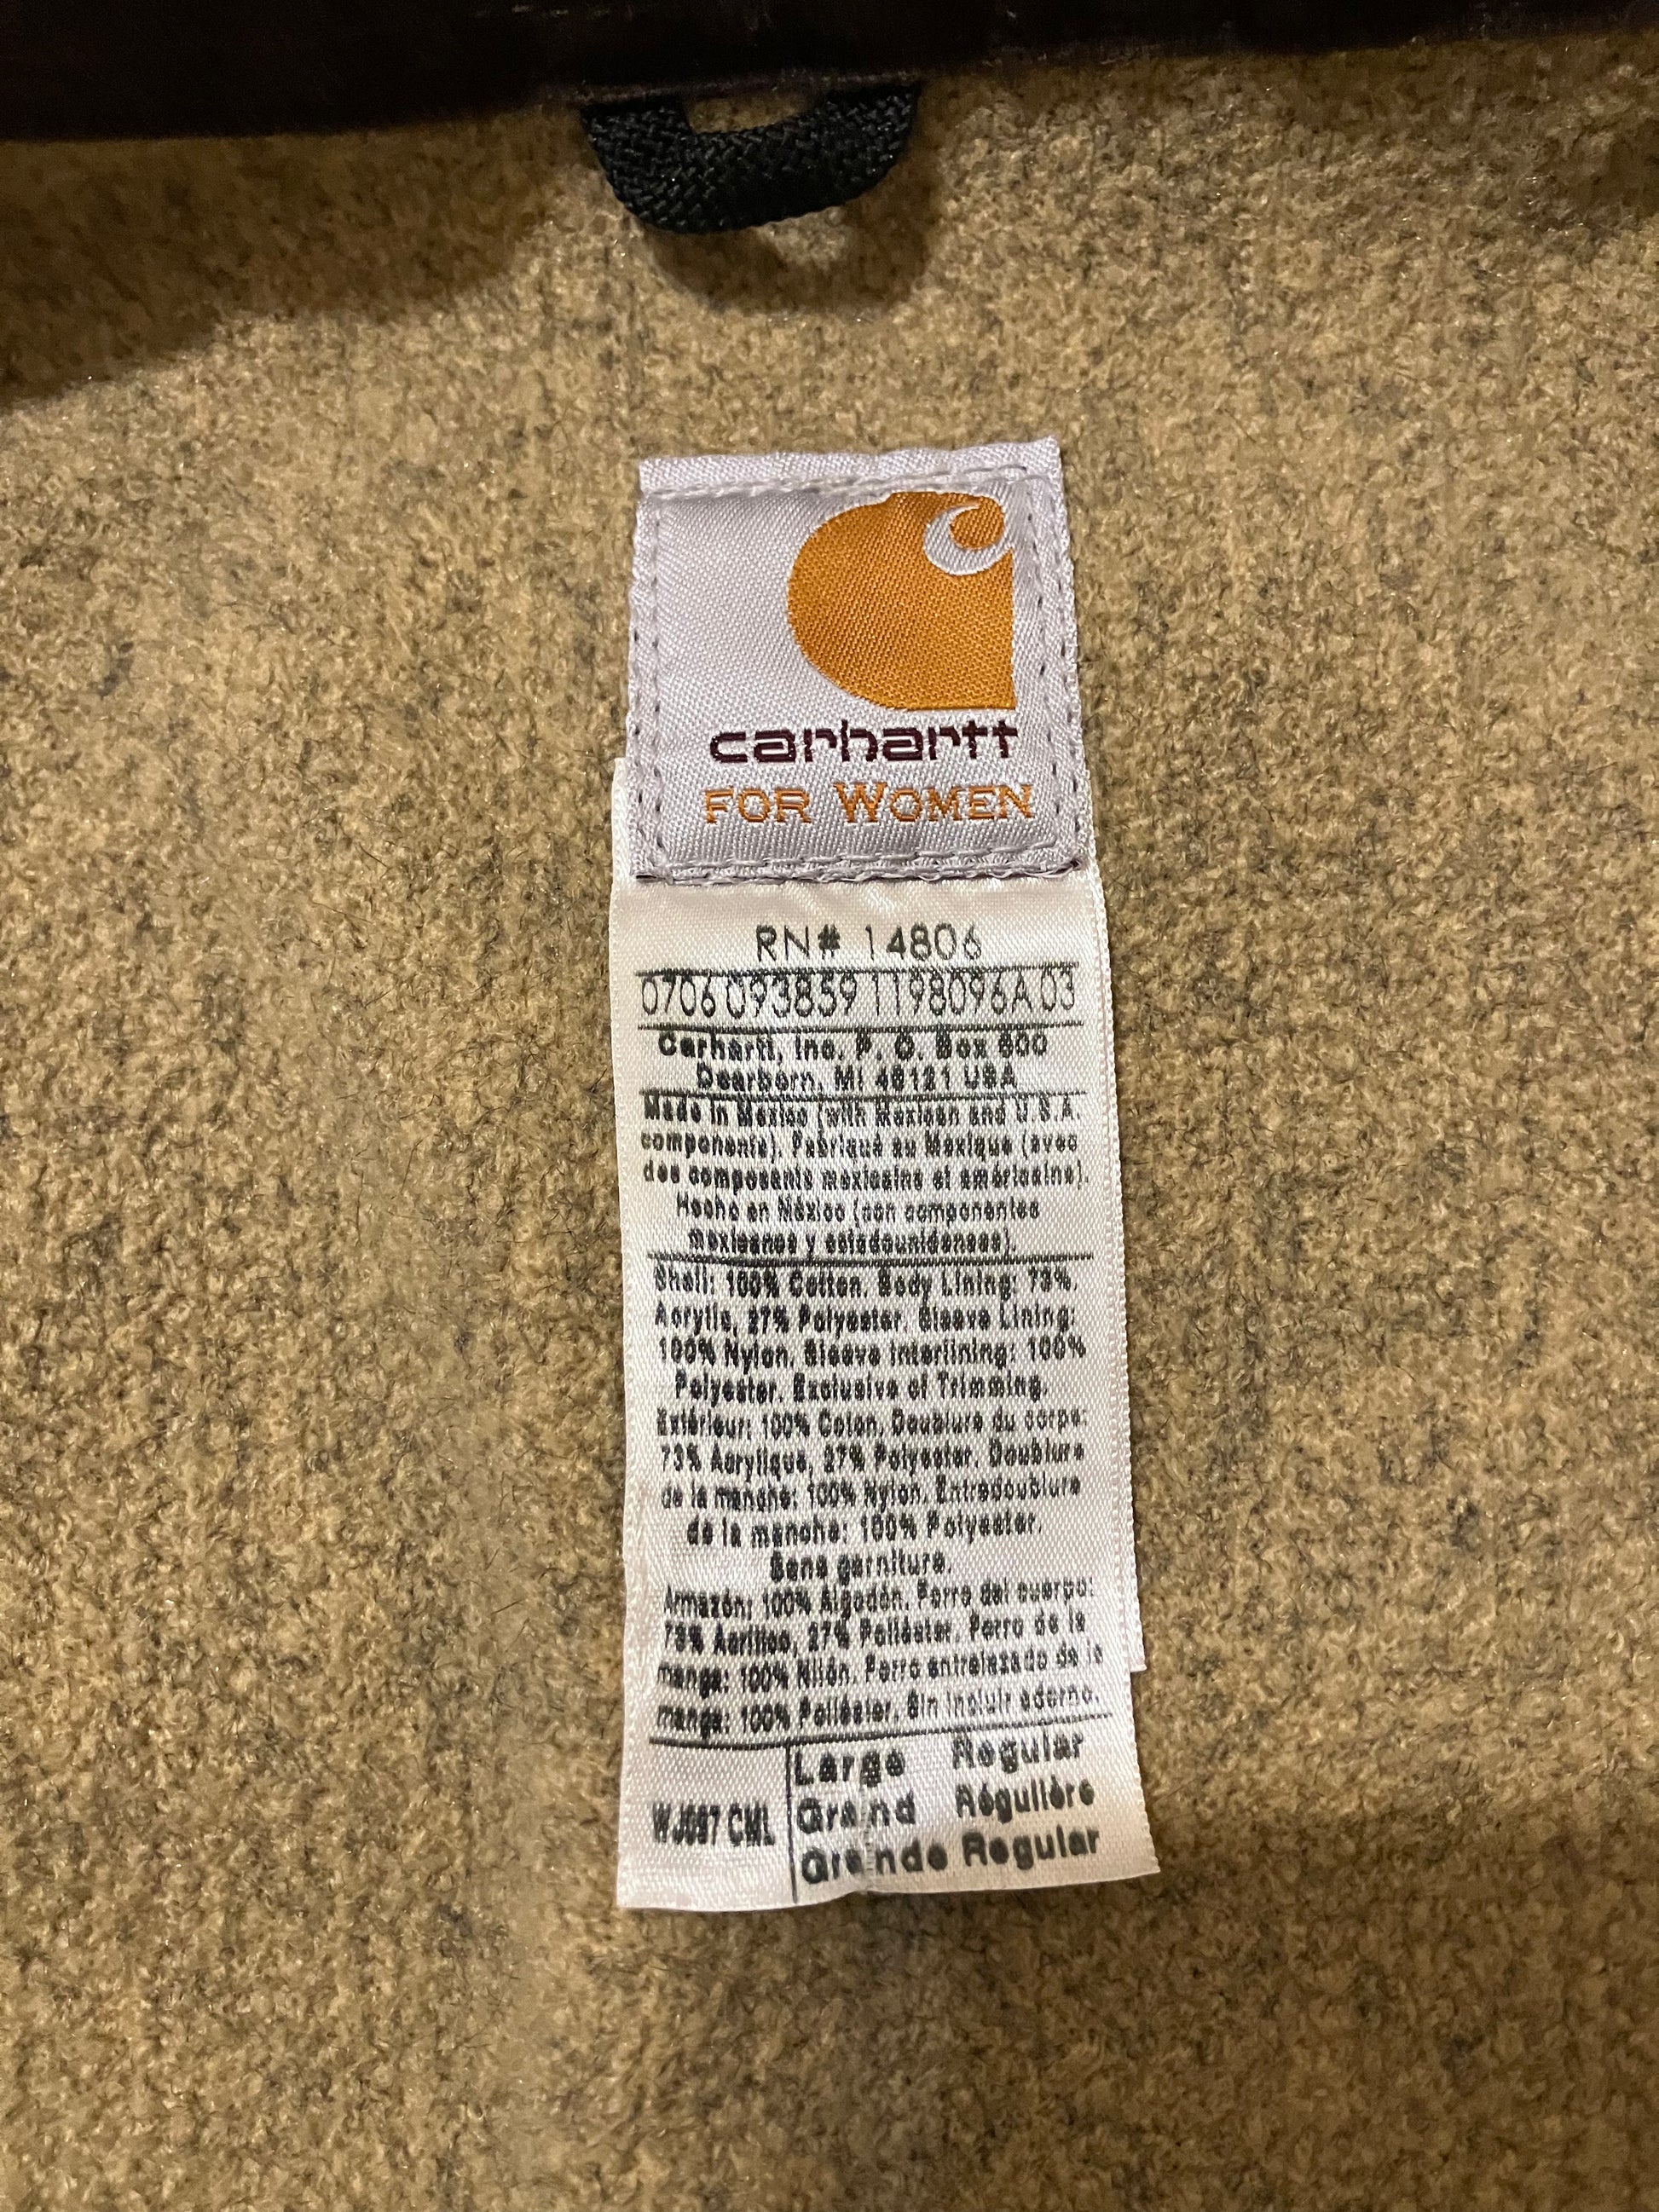 carhartt
FOR WOMEN
RN# 14806
0706 093859 1198096A 03
Carhartt, Inc. P. O. Box 600
Dearborn, MI 48121 USA
Made in Mexico (with Mexican and U.S.A.
components). Fabriqué au Mexique (avec
des composants mexicains et américains).
Hecho en México (con componentes
mexicanos y estadounidenses).
Shell: 100% Cotton. Body Lining: 73%
Acrylic, 27% Polyester. Sleeve Lining:
100% Nylon. Sleeve Interlining: 100%
Polyester. Exclusive of Trimming.
Extérieur: 100% Coton. Doublure du corps:
73% Acrylique, 27% Polyester. Doublure
de la manche: 100% Nylon. Entredoublure
de la manche: 100% Polyester.
Sans garniture.
Armazón: 100% Algodón. Forro del cuerpo:
73% Acrílico, 27% Poliéster. Forro de la
manga: 100% Nilón. Forro entrelazado de la
manga: 100% Poliéster. Sin incluir adorno.
WJ097 CML
Large Regular
Grand Régulière
Grande Regular